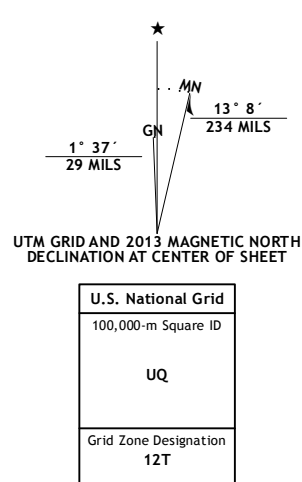 MN
GN
13° 8´
234 MILS
1° 37´
29 MILS
UTM GRID AND 2013 MAGNETIC NORTH
DECLINATION AT CENTER OF SHEET
U.S. National Grid
100,000-m Square ID
UQ
Grid Zone Designation
12T